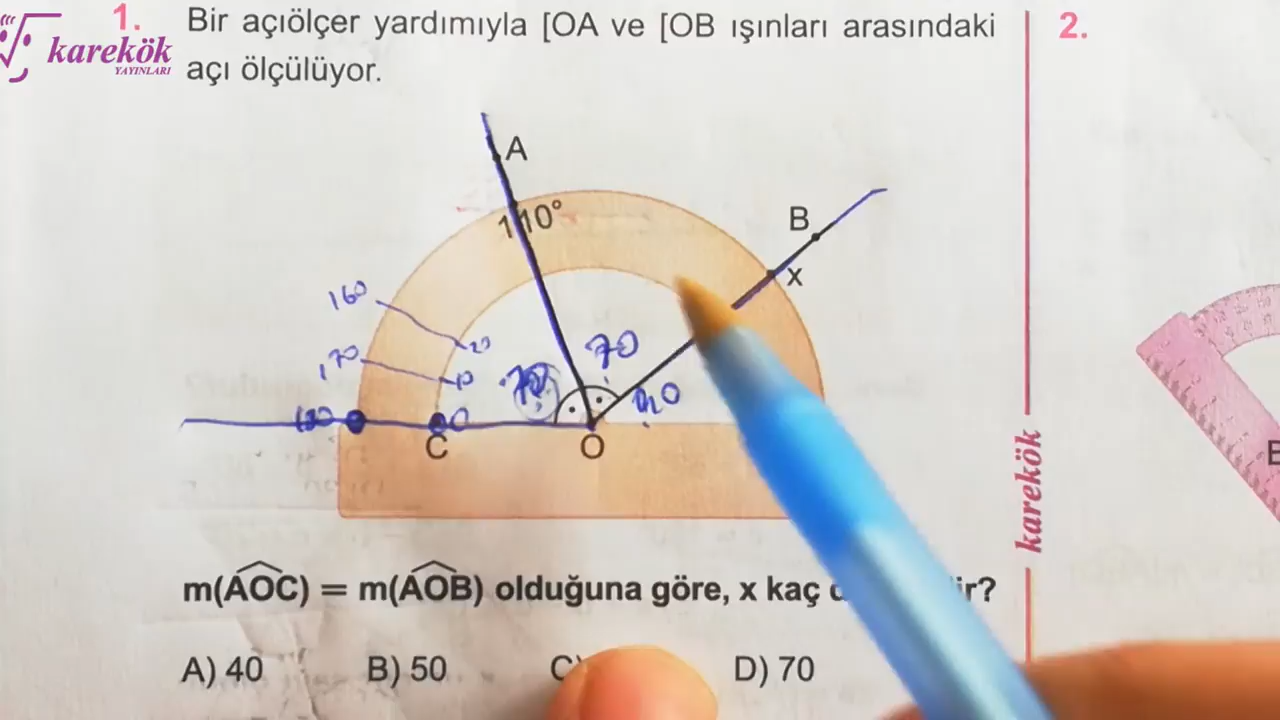 1.
Bir açıölçer yardımıyla [OA ve [OB ışınları arasındaki
açı ölçülüyor.
karekök
YAYINLARI
2.
A
110°
B
x
160
20
170
10
70
70
40
180
0
C
O
karekök
E
m(AOC) = m(AOB) olduğuna göre, x kaç
A) 40
B) 50
D) 70